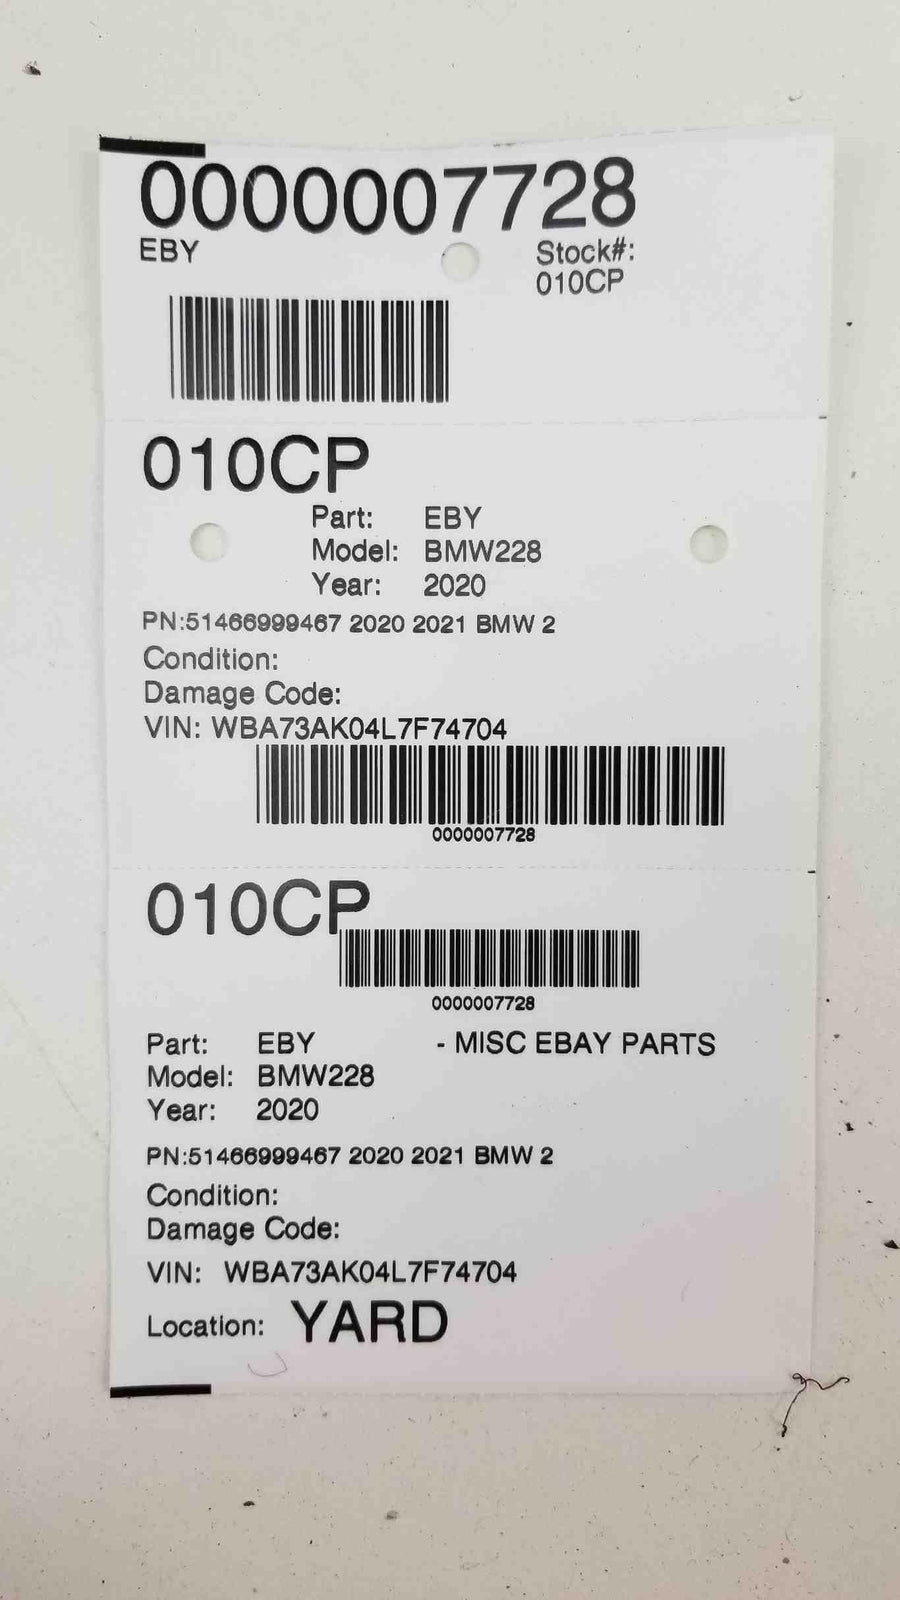 0000007728
EBY
Stock#:
010CP
010CP
Part: EBY
Model: BMW228
Year: 2020
PN:51466999467 2020 2021 BMW 2
Condition:
Damage Code:
VIN: WBA73AK04L7F74704
0000007728
010CP
0000007728
Part: EBY - MISC EBAY PARTS
Model: BMW228
Year: 2020
PN:51466999467 2020 2021 BMW 2
Condition:
Damage Code:
VIN: WBA73AK04L7F74704
Location: YARD